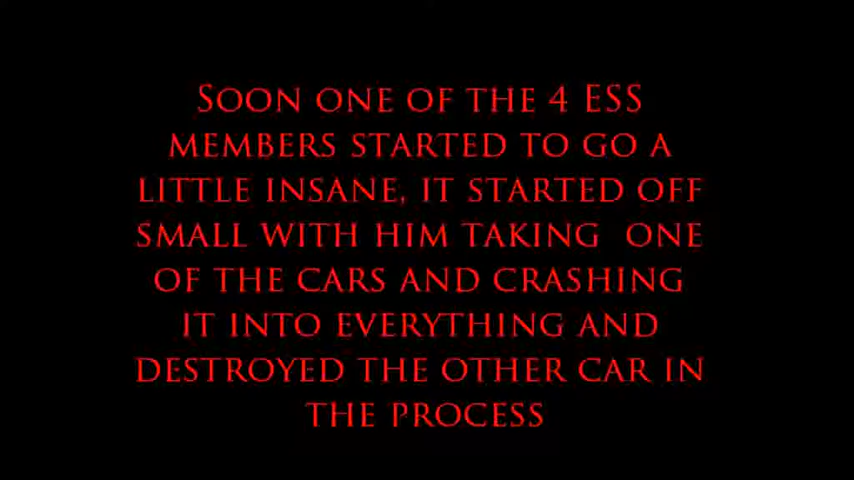 Soon one of the 4 ESS
members started to go a
little insane, it started off
small with him taking  one
of the cars and crashing
it into everything and
destroyed the other car in
the process